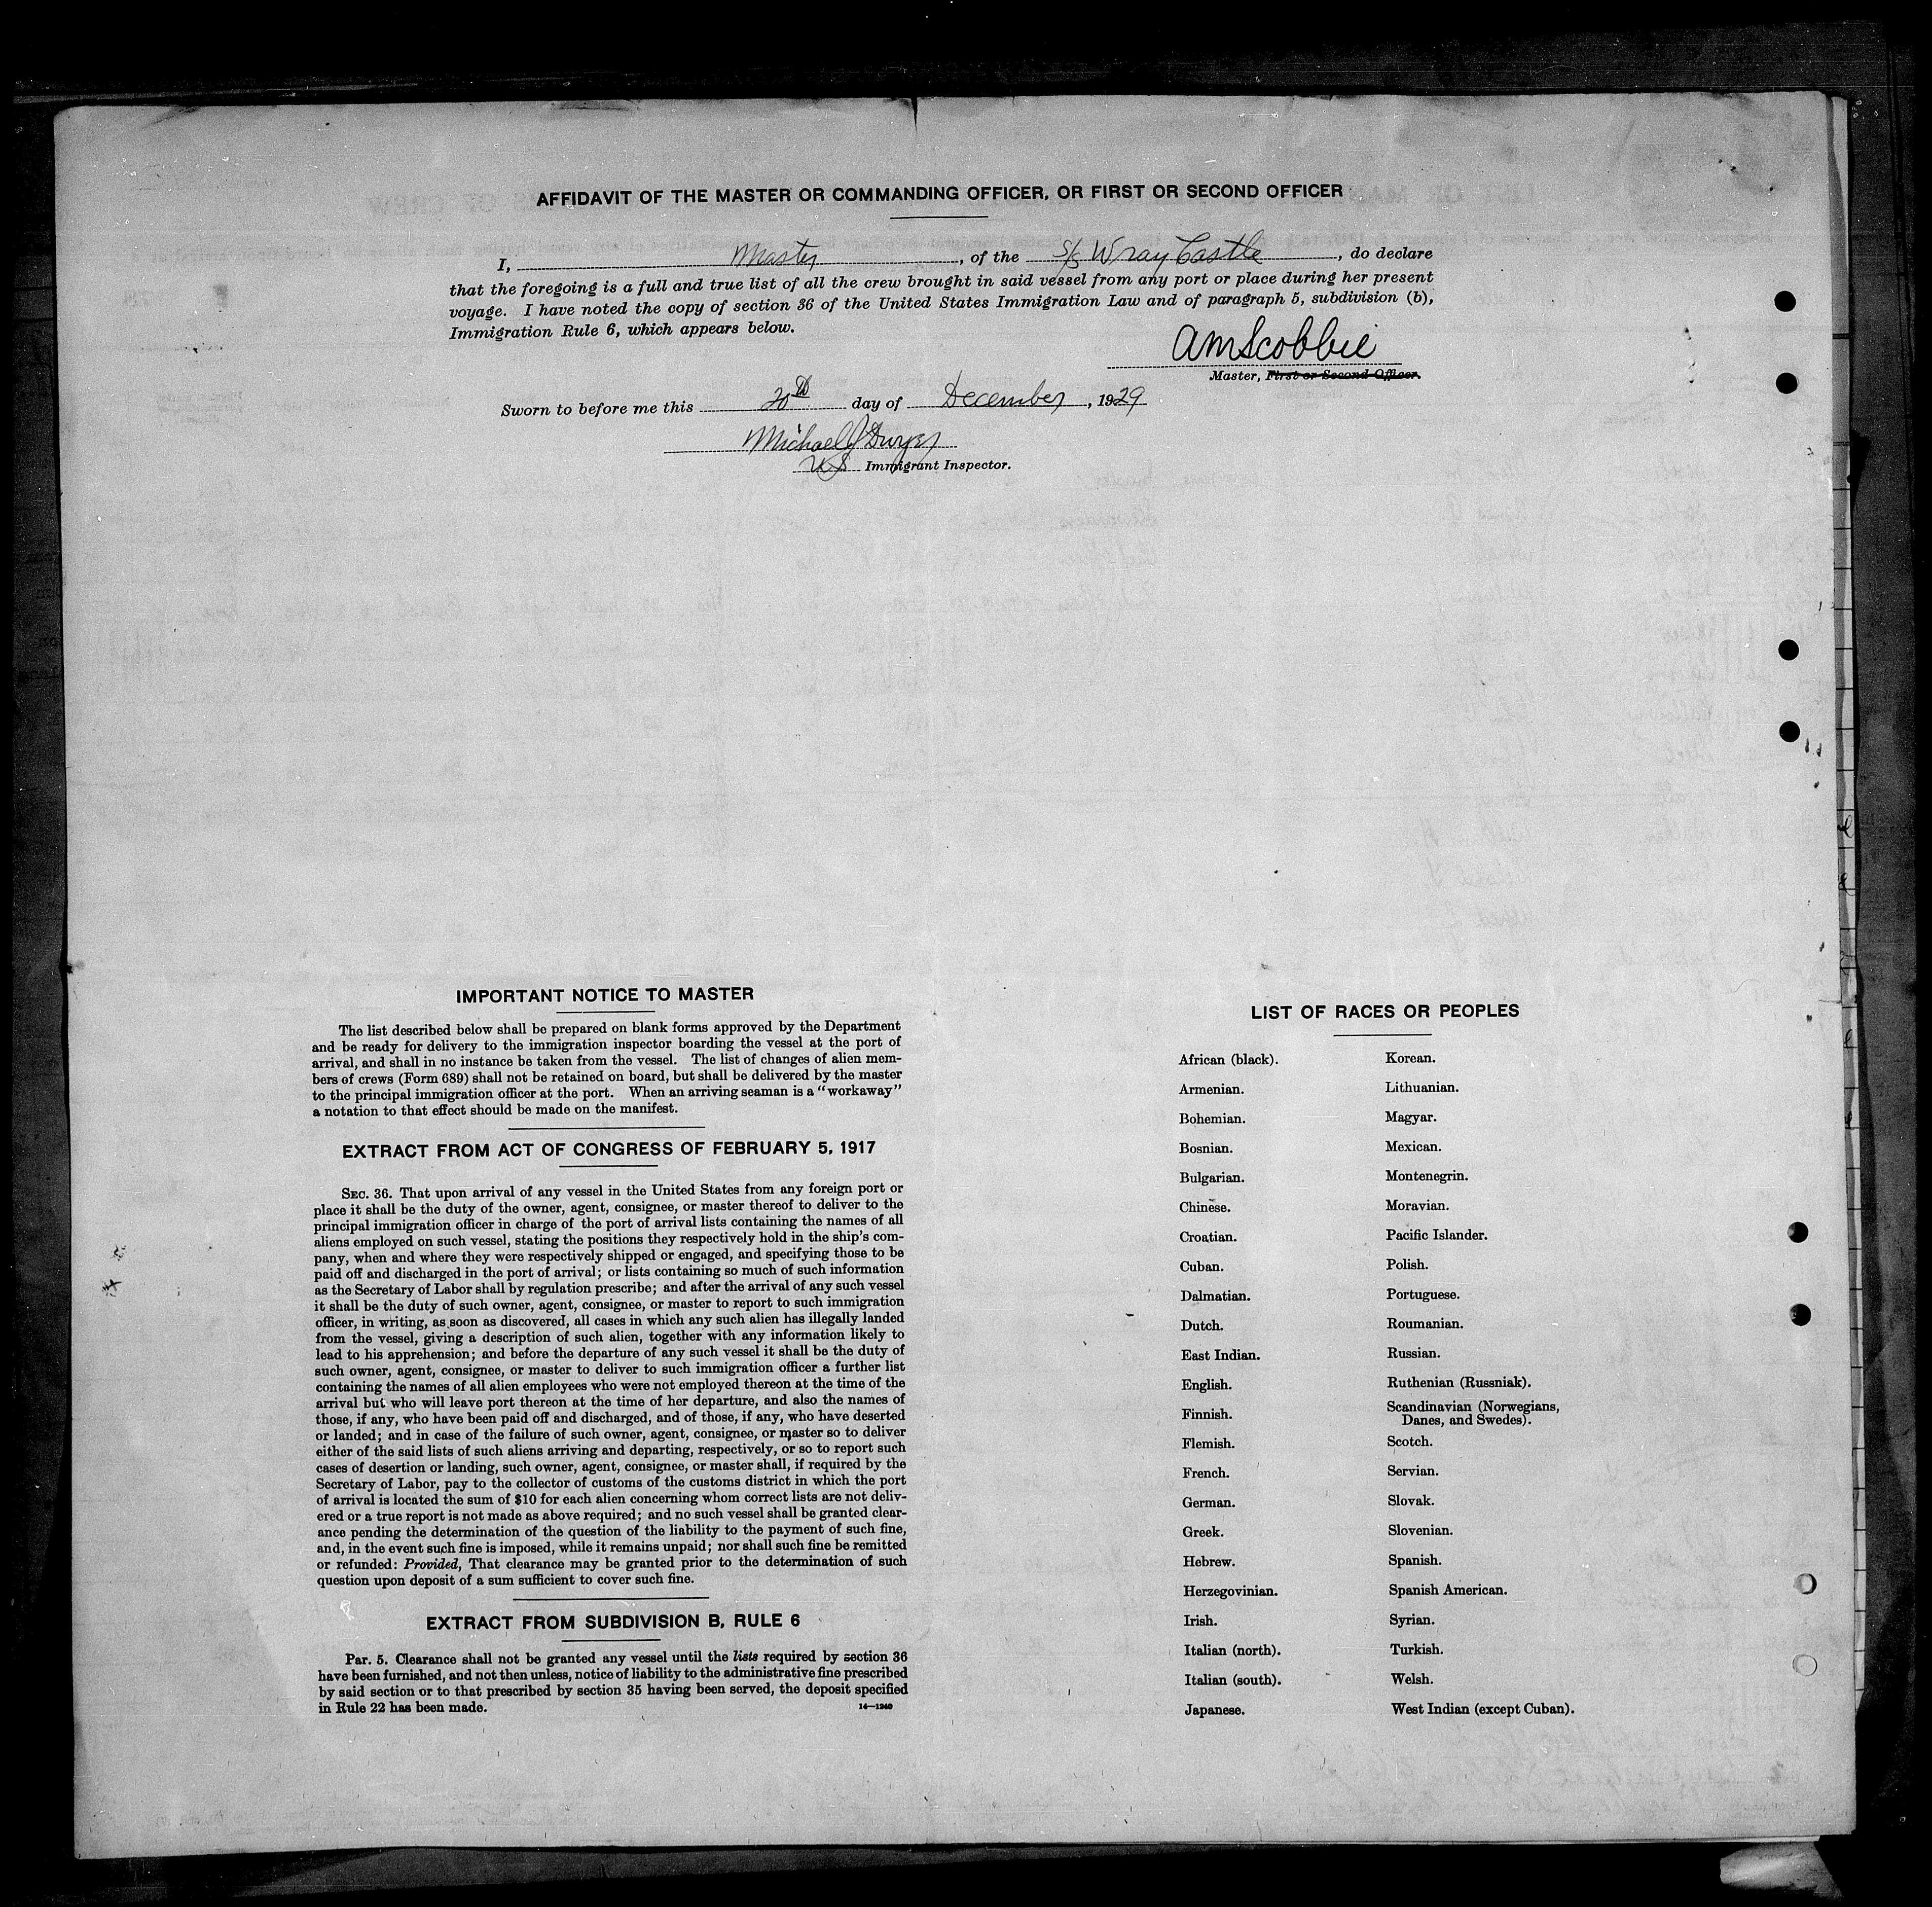 AFFIDAVIT OF THE MASTER OR COMMANDING OFFICER, OR FIRST OR SECOND OFFICER
I, Master, of the S/S Wray Castle, do declare
that the foregoing is a full and true list of all the crew brought in said vessel from any port or place during her present
voyage. I have noted the copy of section 36 of the United States Immigration Law and of paragraph 5, subdivision (b),
Immigration Rule 6, which appears below.
AMScobbie
Master, First or Second Officer.
Sworn to before me this 20th day of December, 1929
Michael J Dwyer
US Immigrant Inspector.
IMPORTANT NOTICE TO MASTER
The list described below shall be prepared on blank forms approved by the Department
and be ready for delivery to the immigration inspector boarding the vessel at the port of
arrival, and shall in no instance be taken from the vessel. The list of changes of alien mem-
bers of crews (Form 689) shall not be retained on board, but shall be delivered by the master
to the principal immigration officer at the port. When an arriving seaman is a "workaway"
a notation to that effect should be made on the manifest.
EXTRACT FROM ACT OF CONGRESS OF FEBRUARY 5, 1917
SEC. 36. That upon arrival of any vessel in the United States from any foreign port or
place it shall be the duty of the owner, agent, consignee, or master thereof to deliver to the
principal immigration officer in charge of the port of arrival lists containing the names of all
aliens employed on such vessel, stating the positions they respectively hold in the ship's com-
pany, when and where they were respectively shipped or engaged, and specifying those to be
paid off and discharged in the port of arrival; or lists containing so much of such information
as the Secretary of Labor shall by regulation prescribe; and after the arrival of any such vessel
it shall be the duty of such owner, agent, consignee, or master to report to such immigration
officer, in writing, as soon as discovered, all cases in which any such alien has illegally landed
from the vessel, giving a description of such alien, together with any information likely to
lead to his apprehension; and before the departure of any such vessel it shall be the duty of
such owner, agent, consignee, or master to deliver to such immigration officer a further list
containing the names of all alien employees who were not employed thereon at the time of the
arrival but who will leave port thereon at the time of her departure, and also the names of
those, if any, who have been paid off and discharged, and of those, if any, who have deserted
or landed; and in case of the failure of such owner, agent, consignee, or master so to deliver
either of the said lists of such aliens arriving and departing, respectively, or so to report such
cases of desertion or landing, such owner, agent, consignee, or master shall, if required by the
Secretary of Labor, pay to the collector of customs of the customs district in which the port
of arrival is located the sum of $10 for each alien concerning whom correct lists are not deliv-
ered or a true report is not made as above required; and no such vessel shall be granted clear-
ance pending the determination of the question of the liability to the payment of such fine,
and, in the event such fine is imposed, while it remains unpaid; nor shall such fine be remitted
or refunded: Provided, That clearance may be granted prior to the determination of such
question upon deposit of a sum sufficient to cover such fine.
EXTRACT FROM SUBDIVISION B, RULE 6
Par. 5. Clearance shall not be granted any vessel until the lists required by section 36
have been furnished, and not then unless, notice of liability to the administrative fine prescribed
by said section or to that prescribed by section 35 having been served, the deposit specified
in Rule 22 has been made.
14—1240
LIST OF RACES OR PEOPLES
African (black).
Armenian.
Bohemian.
Bosnian.
Bulgarian.
Chinese.
Croatian.
Cuban.
Dalmatian.
Dutch.
East Indian.
English.
Finnish.
Flemish.
French.
German.
Greek.
Hebrew.
Herzegovinian.
Irish.
Italian (north).
Italian (south).
Japanese.
Korean.
Lithuanian.
Magyar.
Mexican.
Montenegrin.
Moravian.
Pacific Islander.
Polish.
Portuguese.
Roumanian.
Russian.
Ruthenian (Russniak).
Scandinavian (Norwegians,
Danes, and Swedes).
Scotch.
Servian.
Slovak.
Slovenian.
Spanish.
Spanish American.
Syrian.
Turkish.
Welsh.
West Indian (except Cuban).